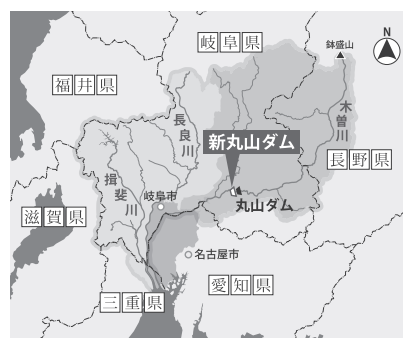 岐阜県
鉢盛山
N
福井県
木曽川
長良川
新丸山ダム
長野県
揖斐川
岐阜市
丸山ダム
滋賀県
名古屋市
愛知県
三重県